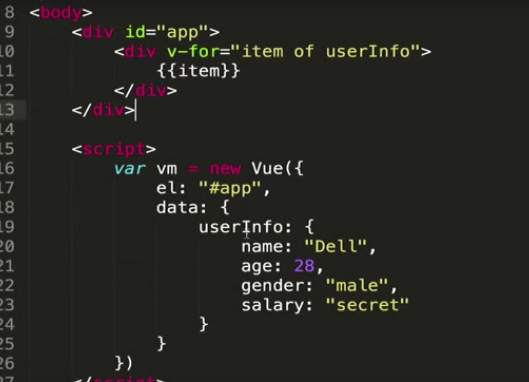 8 <body>
9 <div id="app">
10 <div v-for="item of userInfo">
11 {{item}}
12 </div>
13 </div>
14
15 <script>
16 var vm = new Vue({
17 el: "#app",
18 data: {
19 userInfo: {
20 name: "Dell",
21 age: 28,
22 gender: "male",
23 salary: "secret"
24 }
25 }
26 })
27 </script>